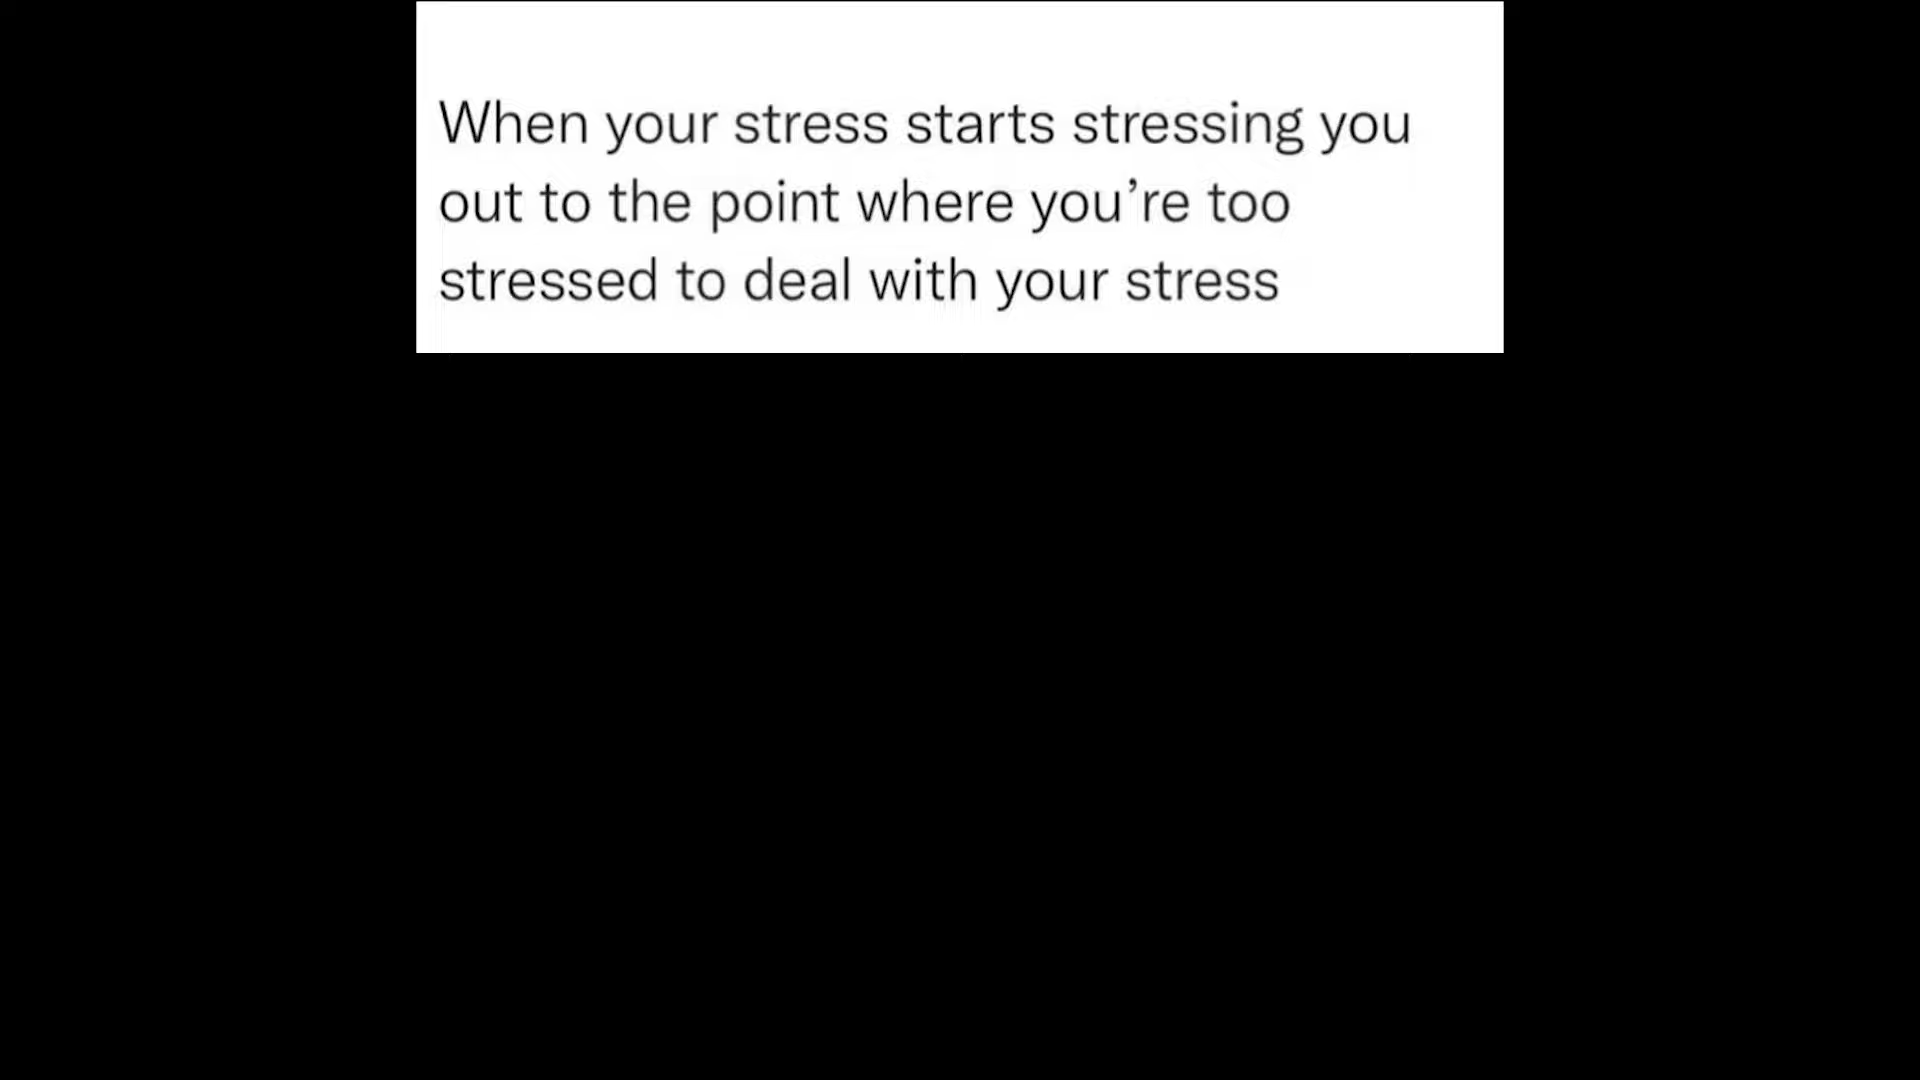 When your stress starts stressing you
out to the point where you’re too
stressed to deal with your stress